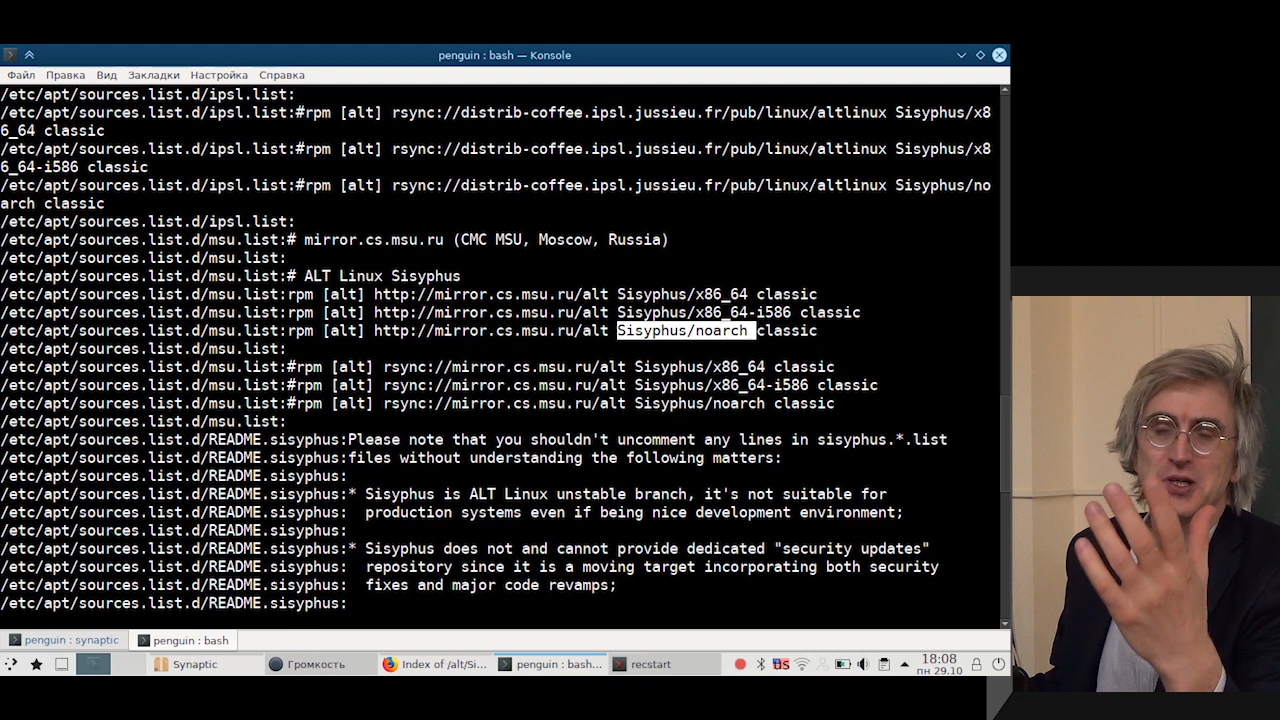 penguin : bash — Konsole
Файл Правка Вид Закладки Настройка Справка
/etc/apt/sources.list.d/ipsl.list:
/etc/apt/sources.list.d/ipsl.list:#rpm [alt] rsync://distrib-coffee.ipsl.jussieu.fr/pub/linux/altlinux Sisyphus/x8
6_64 classic
/etc/apt/sources.list.d/ipsl.list:#rpm [alt] rsync://distrib-coffee.ipsl.jussieu.fr/pub/linux/altlinux Sisyphus/x8
6_64-i586 classic
/etc/apt/sources.list.d/ipsl.list:#rpm [alt] rsync://distrib-coffee.ipsl.jussieu.fr/pub/linux/altlinux Sisyphus/no
arch classic
/etc/apt/sources.list.d/ipsl.list:
/etc/apt/sources.list.d/msu.list:# mirror.cs.msu.ru (CMC MSU, Moscow, Russia)
/etc/apt/sources.list.d/msu.list:
/etc/apt/sources.list.d/msu.list:# ALT Linux Sisyphus
/etc/apt/sources.list.d/msu.list:rpm [alt] http://mirror.cs.msu.ru/alt Sisyphus/x86_64 classic
/etc/apt/sources.list.d/msu.list:rpm [alt] http://mirror.cs.msu.ru/alt Sisyphus/x86_64-i586 classic
/etc/apt/sources.list.d/msu.list:rpm [alt] http://mirror.cs.msu.ru/alt Sisyphus/noarch classic
/etc/apt/sources.list.d/msu.list:
/etc/apt/sources.list.d/msu.list:#rpm [alt] rsync://mirror.cs.msu.ru/alt Sisyphus/x86_64 classic
/etc/apt/sources.list.d/msu.list:#rpm [alt] rsync://mirror.cs.msu.ru/alt Sisyphus/x86_64-i586 classic
/etc/apt/sources.list.d/msu.list:#rpm [alt] rsync://mirror.cs.msu.ru/alt Sisyphus/noarch classic
/etc/apt/sources.list.d/msu.list:
/etc/apt/sources.list.d/README.sisyphus:Please note that you shouldn't uncomment any lines in sisyphus.*.list
/etc/apt/sources.list.d/README.sisyphus:files without understanding the following matters:
/etc/apt/sources.list.d/README.sisyphus:
/etc/apt/sources.list.d/README.sisyphus:* Sisyphus is ALT Linux unstable branch, it's not suitable for
/etc/apt/sources.list.d/README.sisyphus:  production systems even if being nice development environment;
/etc/apt/sources.list.d/README.sisyphus:
/etc/apt/sources.list.d/README.sisyphus:* Sisyphus does not and cannot provide dedicated "security updates"
/etc/apt/sources.list.d/README.sisyphus:  repository since it is a moving target incorporating both security
/etc/apt/sources.list.d/README.sisyphus:  fixes and major code revamps;
/etc/apt/sources.list.d/README.sisyphus:
penguin : synaptic penguin : bash
Synaptic Громкость Index of /alt/Si... penguin : bash... recstart US 18:08
пн 29.10